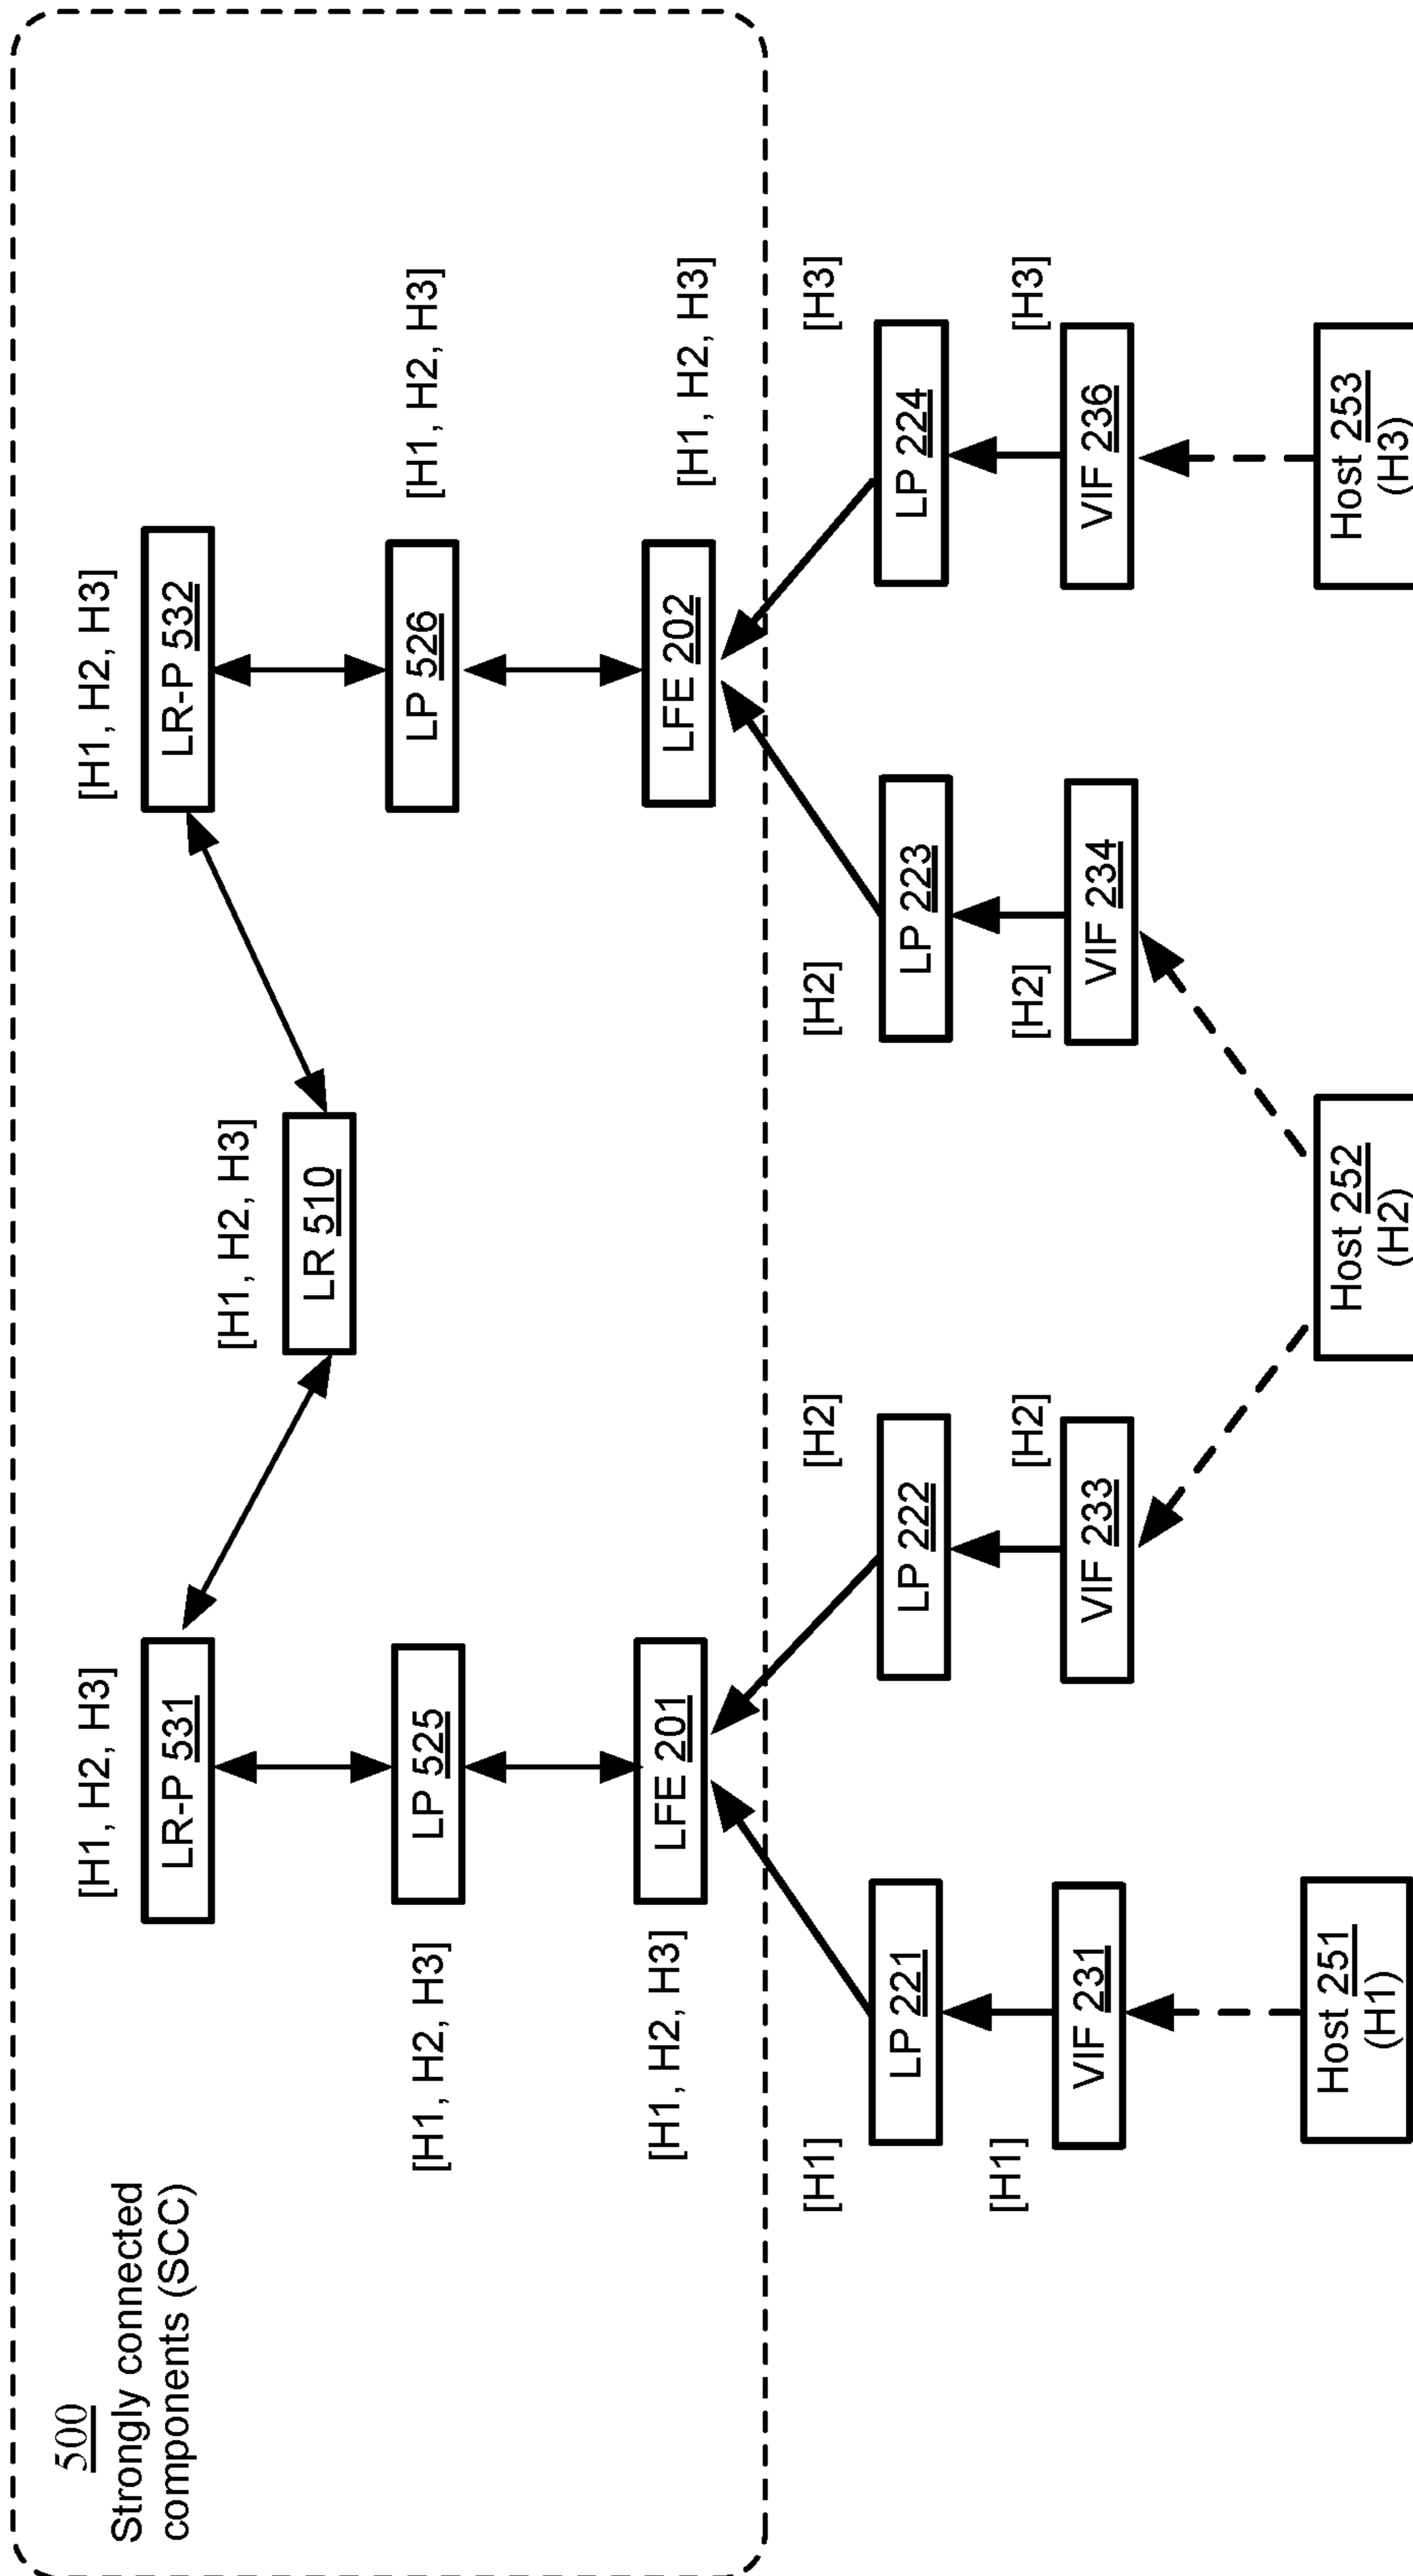 500
Strongly connected
components (SCC)
[H1, H2, H3]
[H1, H2, H3]
LR-P 531
LR-P 532
[H1, H2, H3]
LR 510
[H1, H2, H3]
LP 525
LP 526
[H1, H2, H3]
[H1, H2, H3]
LFE 201
LFE 202
[H1, H2, H3]
[H1]
[H2]
[H2]
[H3]
LP 221
LP 222
LP 223
LP 224
[H1]
[H2]
[H2]
[H3]
VIF 231
VIF 233
VIF 234
VIF 236
Host 251
(H1)
Host 252
(H2)
Host 253
(H3)